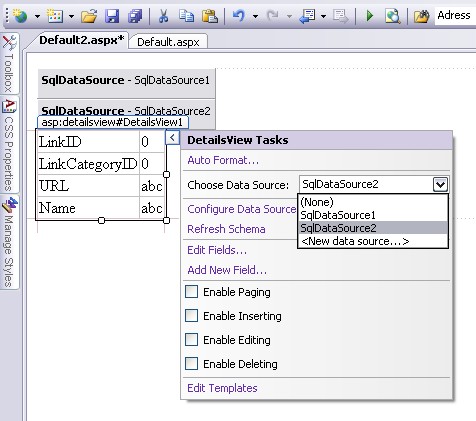 Adress
Default2.aspx* Default.aspx
Toolbox
CSS Properties
Manage Styles
SqlDataSource - SqlDataSource1
SqlDataSource - SqlDataSource2
asp:detailsview#DetailsView1
LinkID 0
LinkCategoryID 0
URL abc
Name abc
DetailsView Tasks
Auto Format...
Choose Data Source: SqlDataSource2
(None)
SqlDataSource1
SqlDataSource2
<New data source...>
Configure Data Source
Refresh Schema
Edit Fields...
Add New Field...
Enable Paging
Enable Inserting
Enable Editing
Enable Deleting
Edit Templates